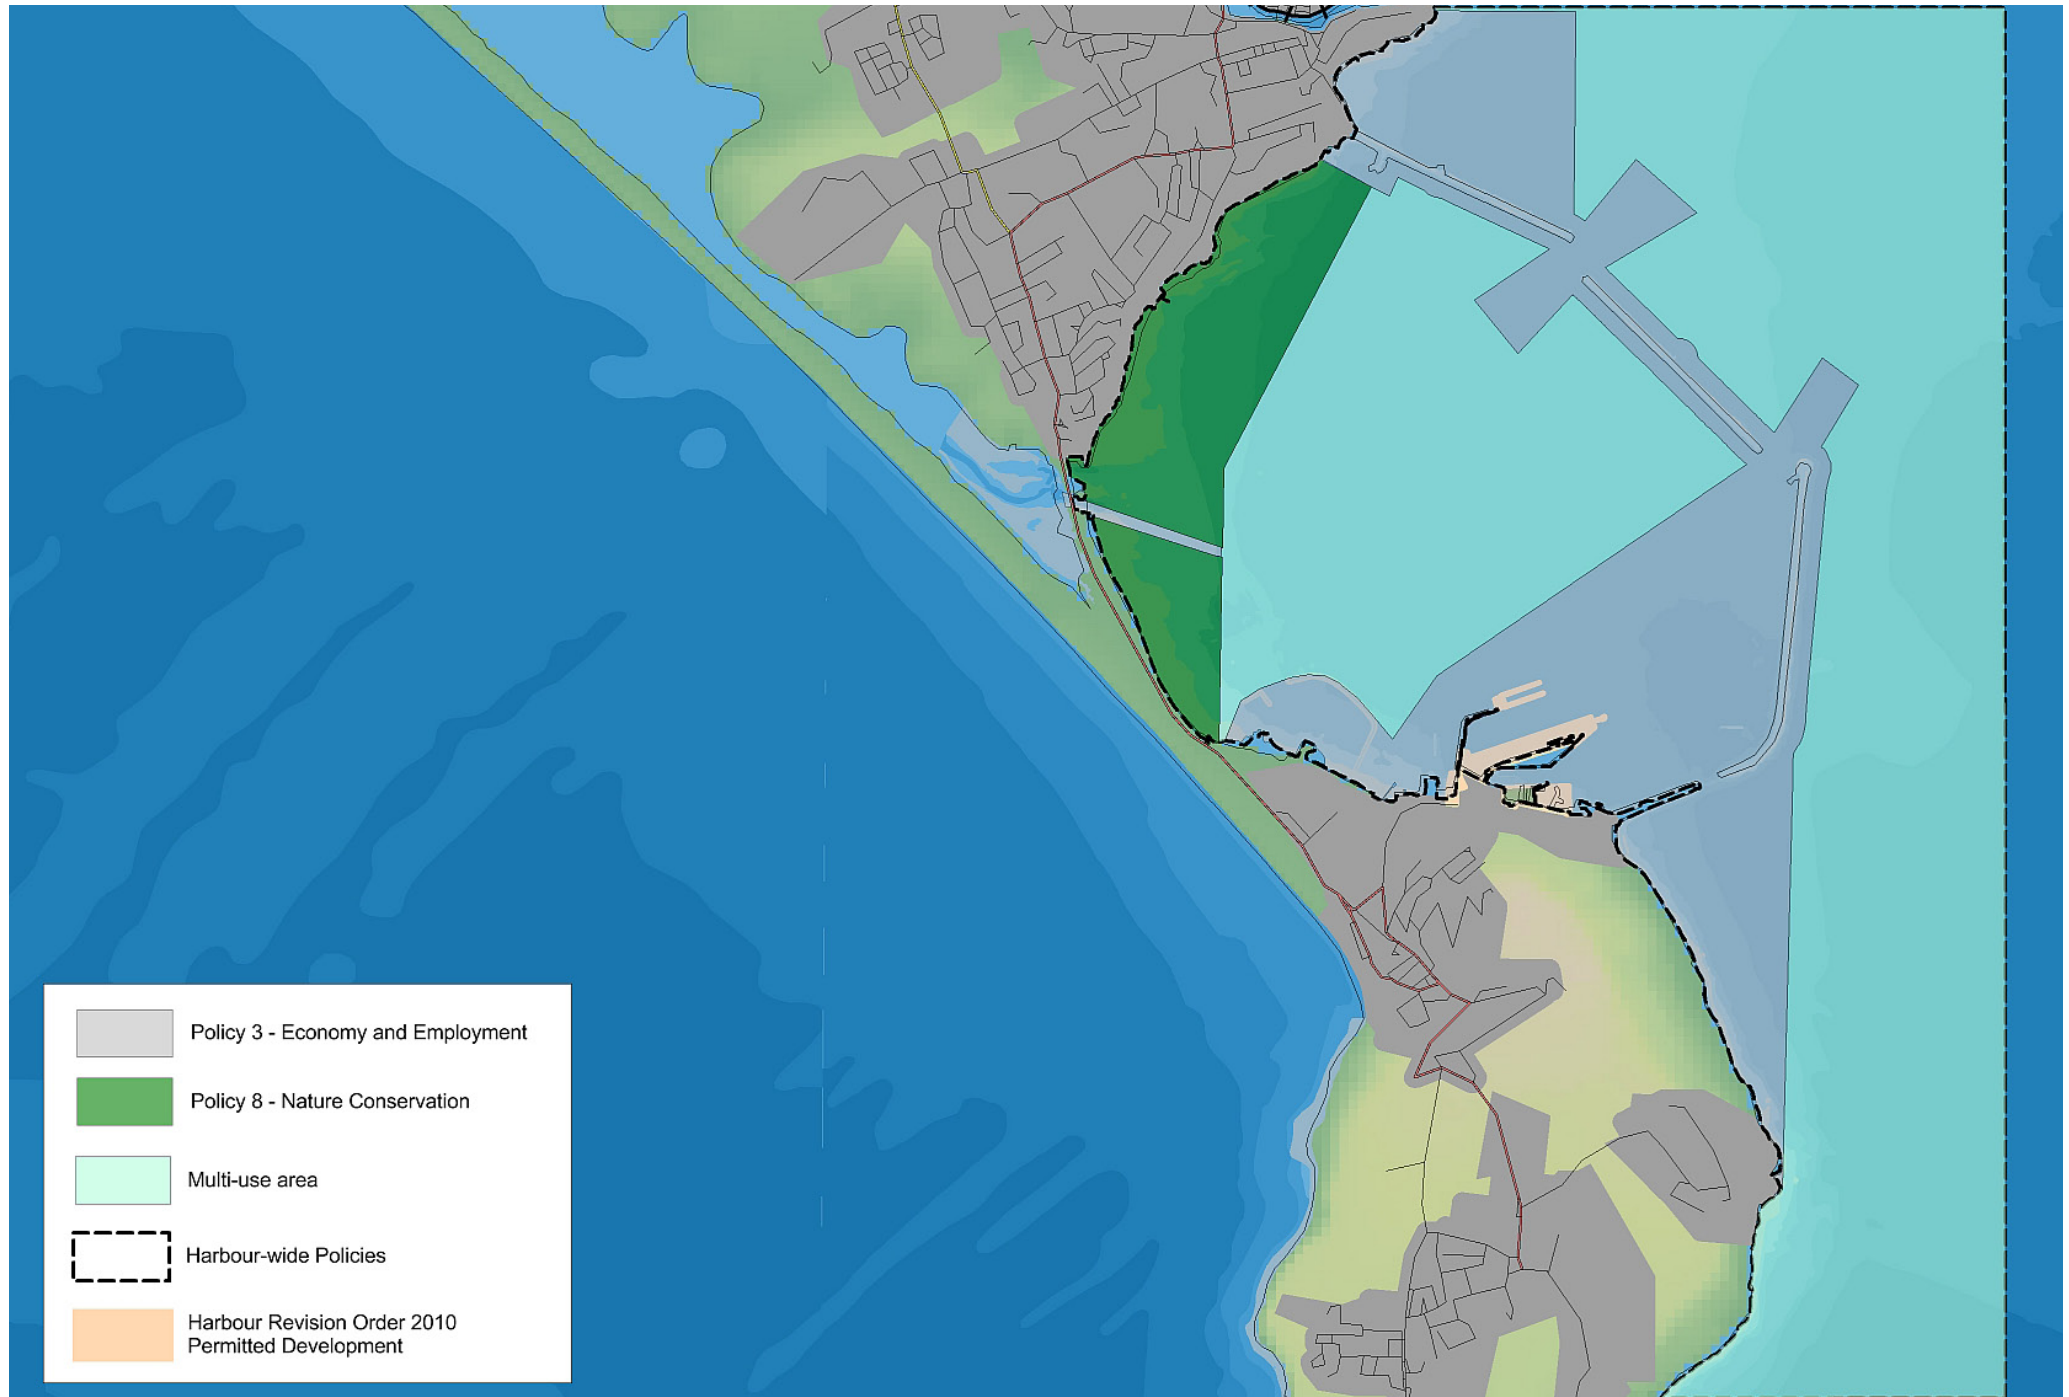 Policy 3 - Economy and Employment
Policy 8 - Nature Conservation
Multi-use area
Harbour-wide Policies
Harbour Revision Order 2010
Permitted Development